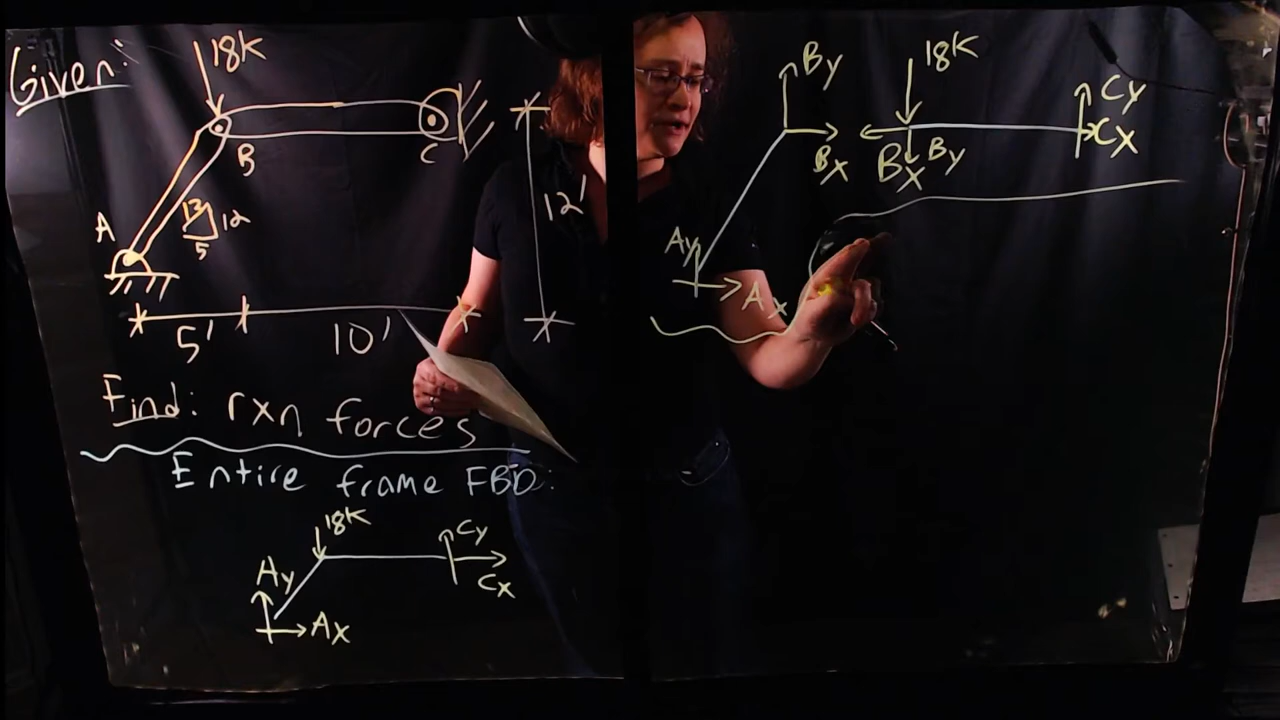 Given:
18K
B
C
A
13
12
5
12'
5'
10'
Find: rxn forces
Entire frame FBD:
18K
Cy
Cx
Ay
Ax
By
Bx
Ay
Ax
18K
Cy
Cx
Bx
By